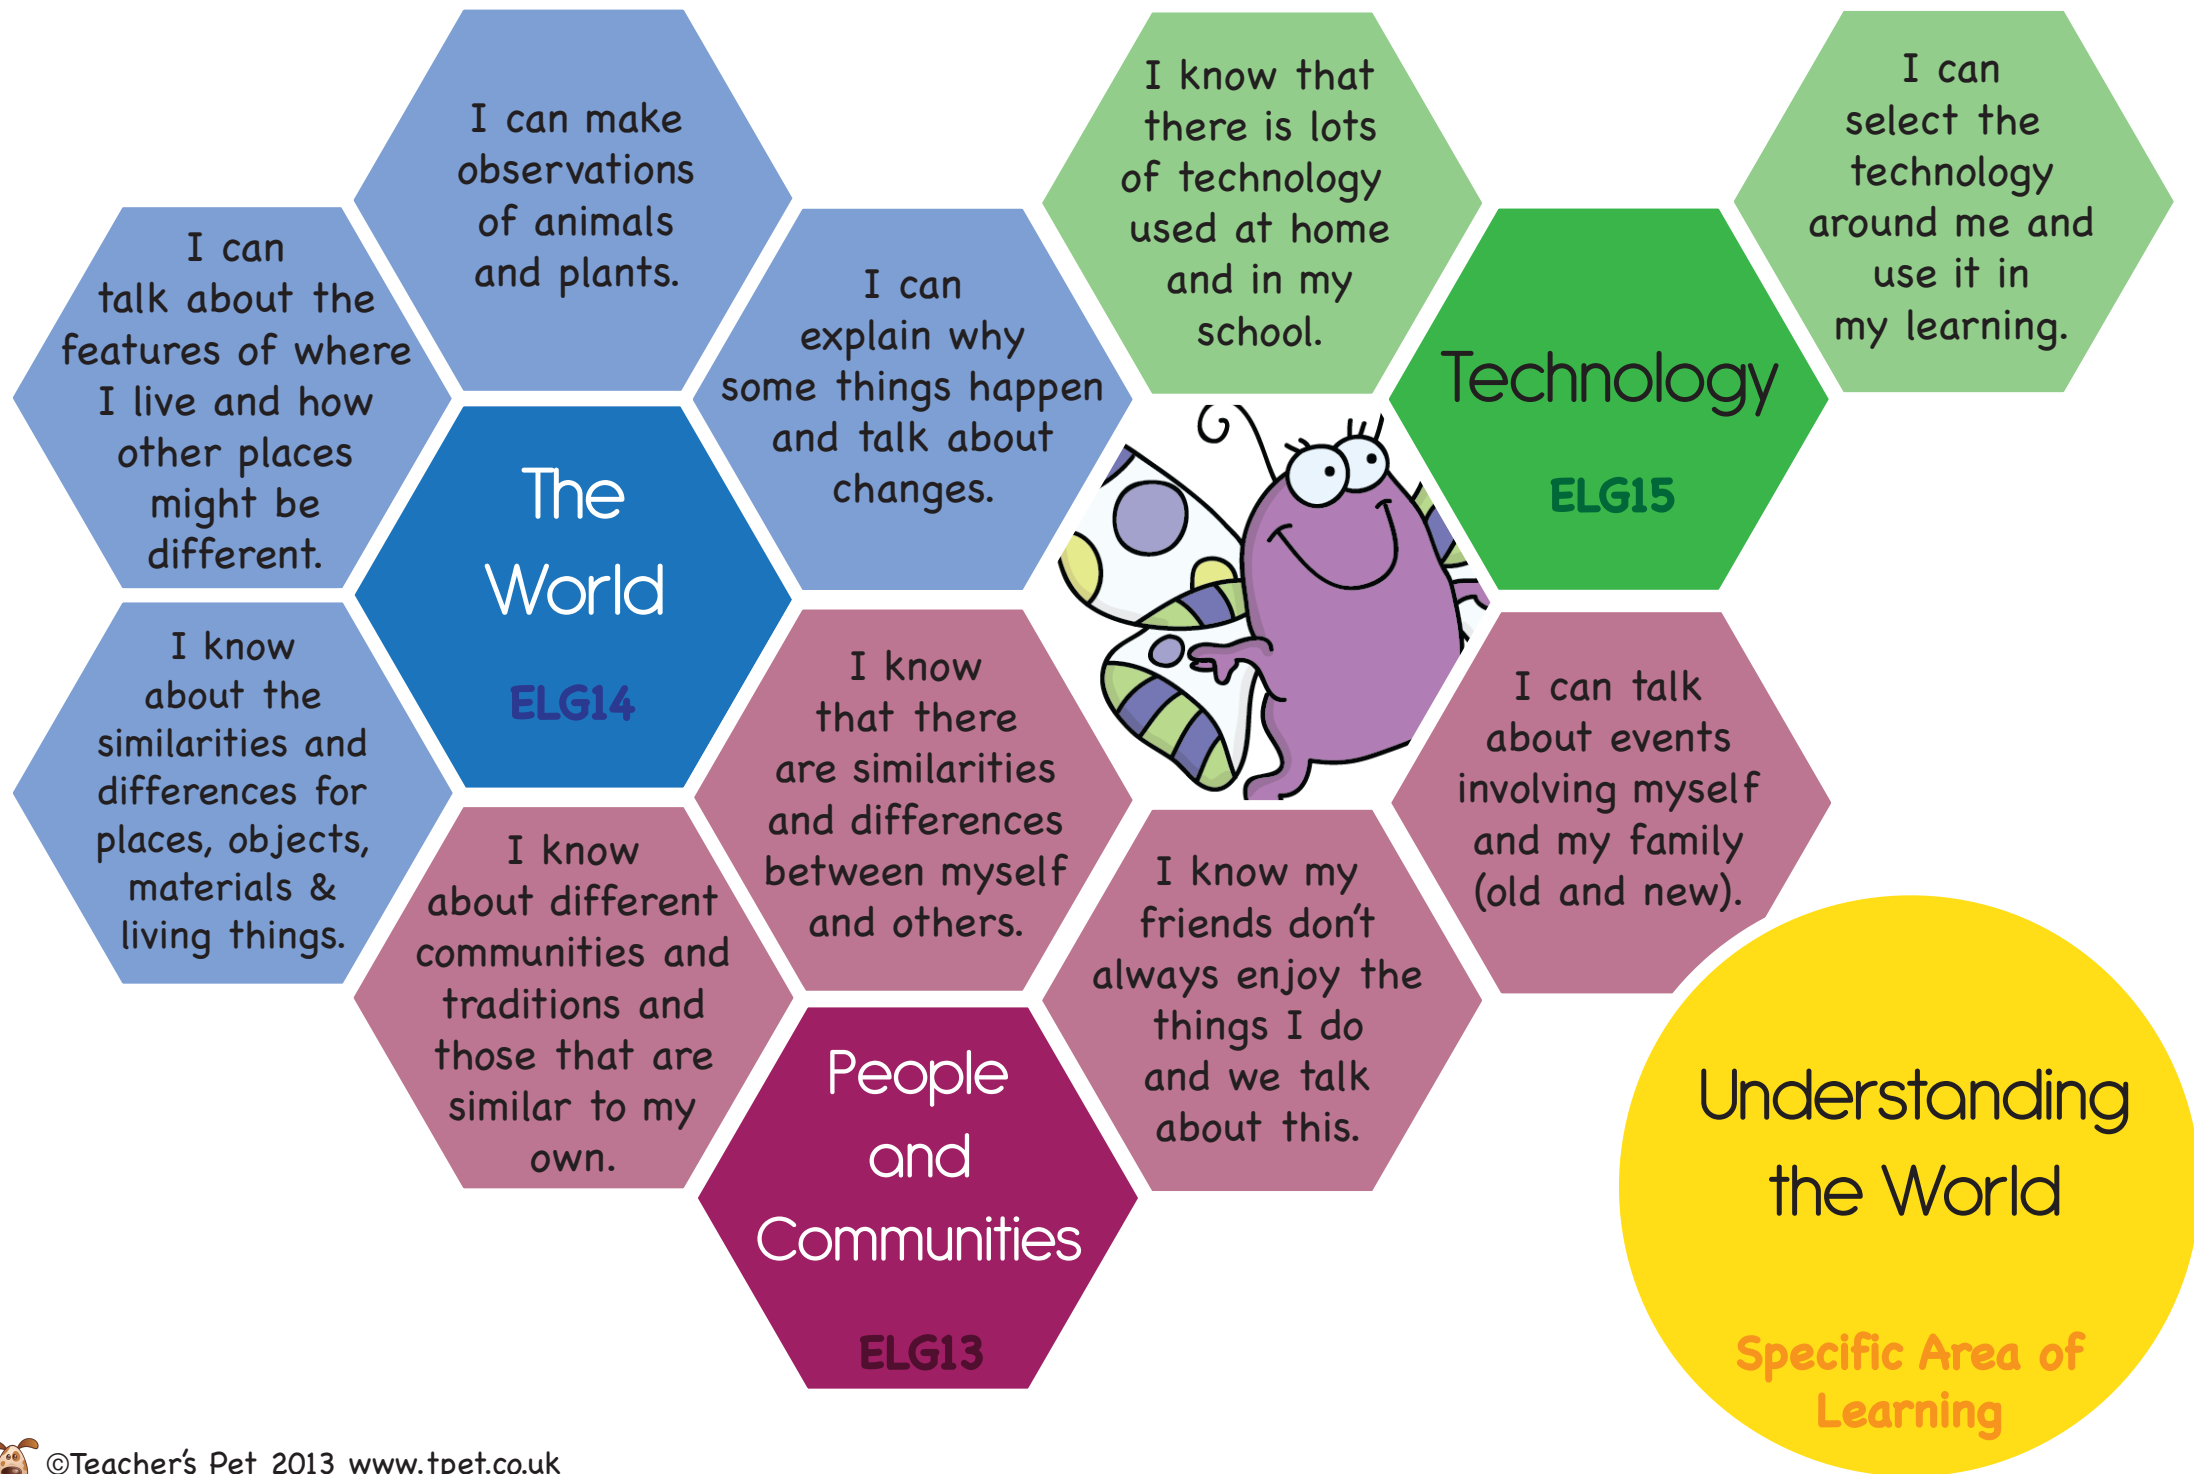 I can make
observations
of animals
and plants.
I can
talk about the
features of where
I live and how
other places
might be
different.
I can
explain why
some things happen
and talk about
changes.
The
World
ELG14
I know
about the
similarities and
differences for
places, objects,
materials &
living things.
I know that
there is lots
of technology
used at home
and in my
school.
Technology
ELG15
I can
select the
technology
around me and
use it in
my learning.
I know
about different
communities and
traditions and
those that are
similar to my
own.
I know
that there
are similarities
and differences
between myself
and others.
People
and
Communities
ELG13
I know my
friends don't
always enjoy the
things I do
and we talk
about this.
I can talk
about events
involving myself
and my family
(old and new).
Understanding
the World
Specific Area of
Learning
©Teacher's Pet 2013 www.tpet.co.uk